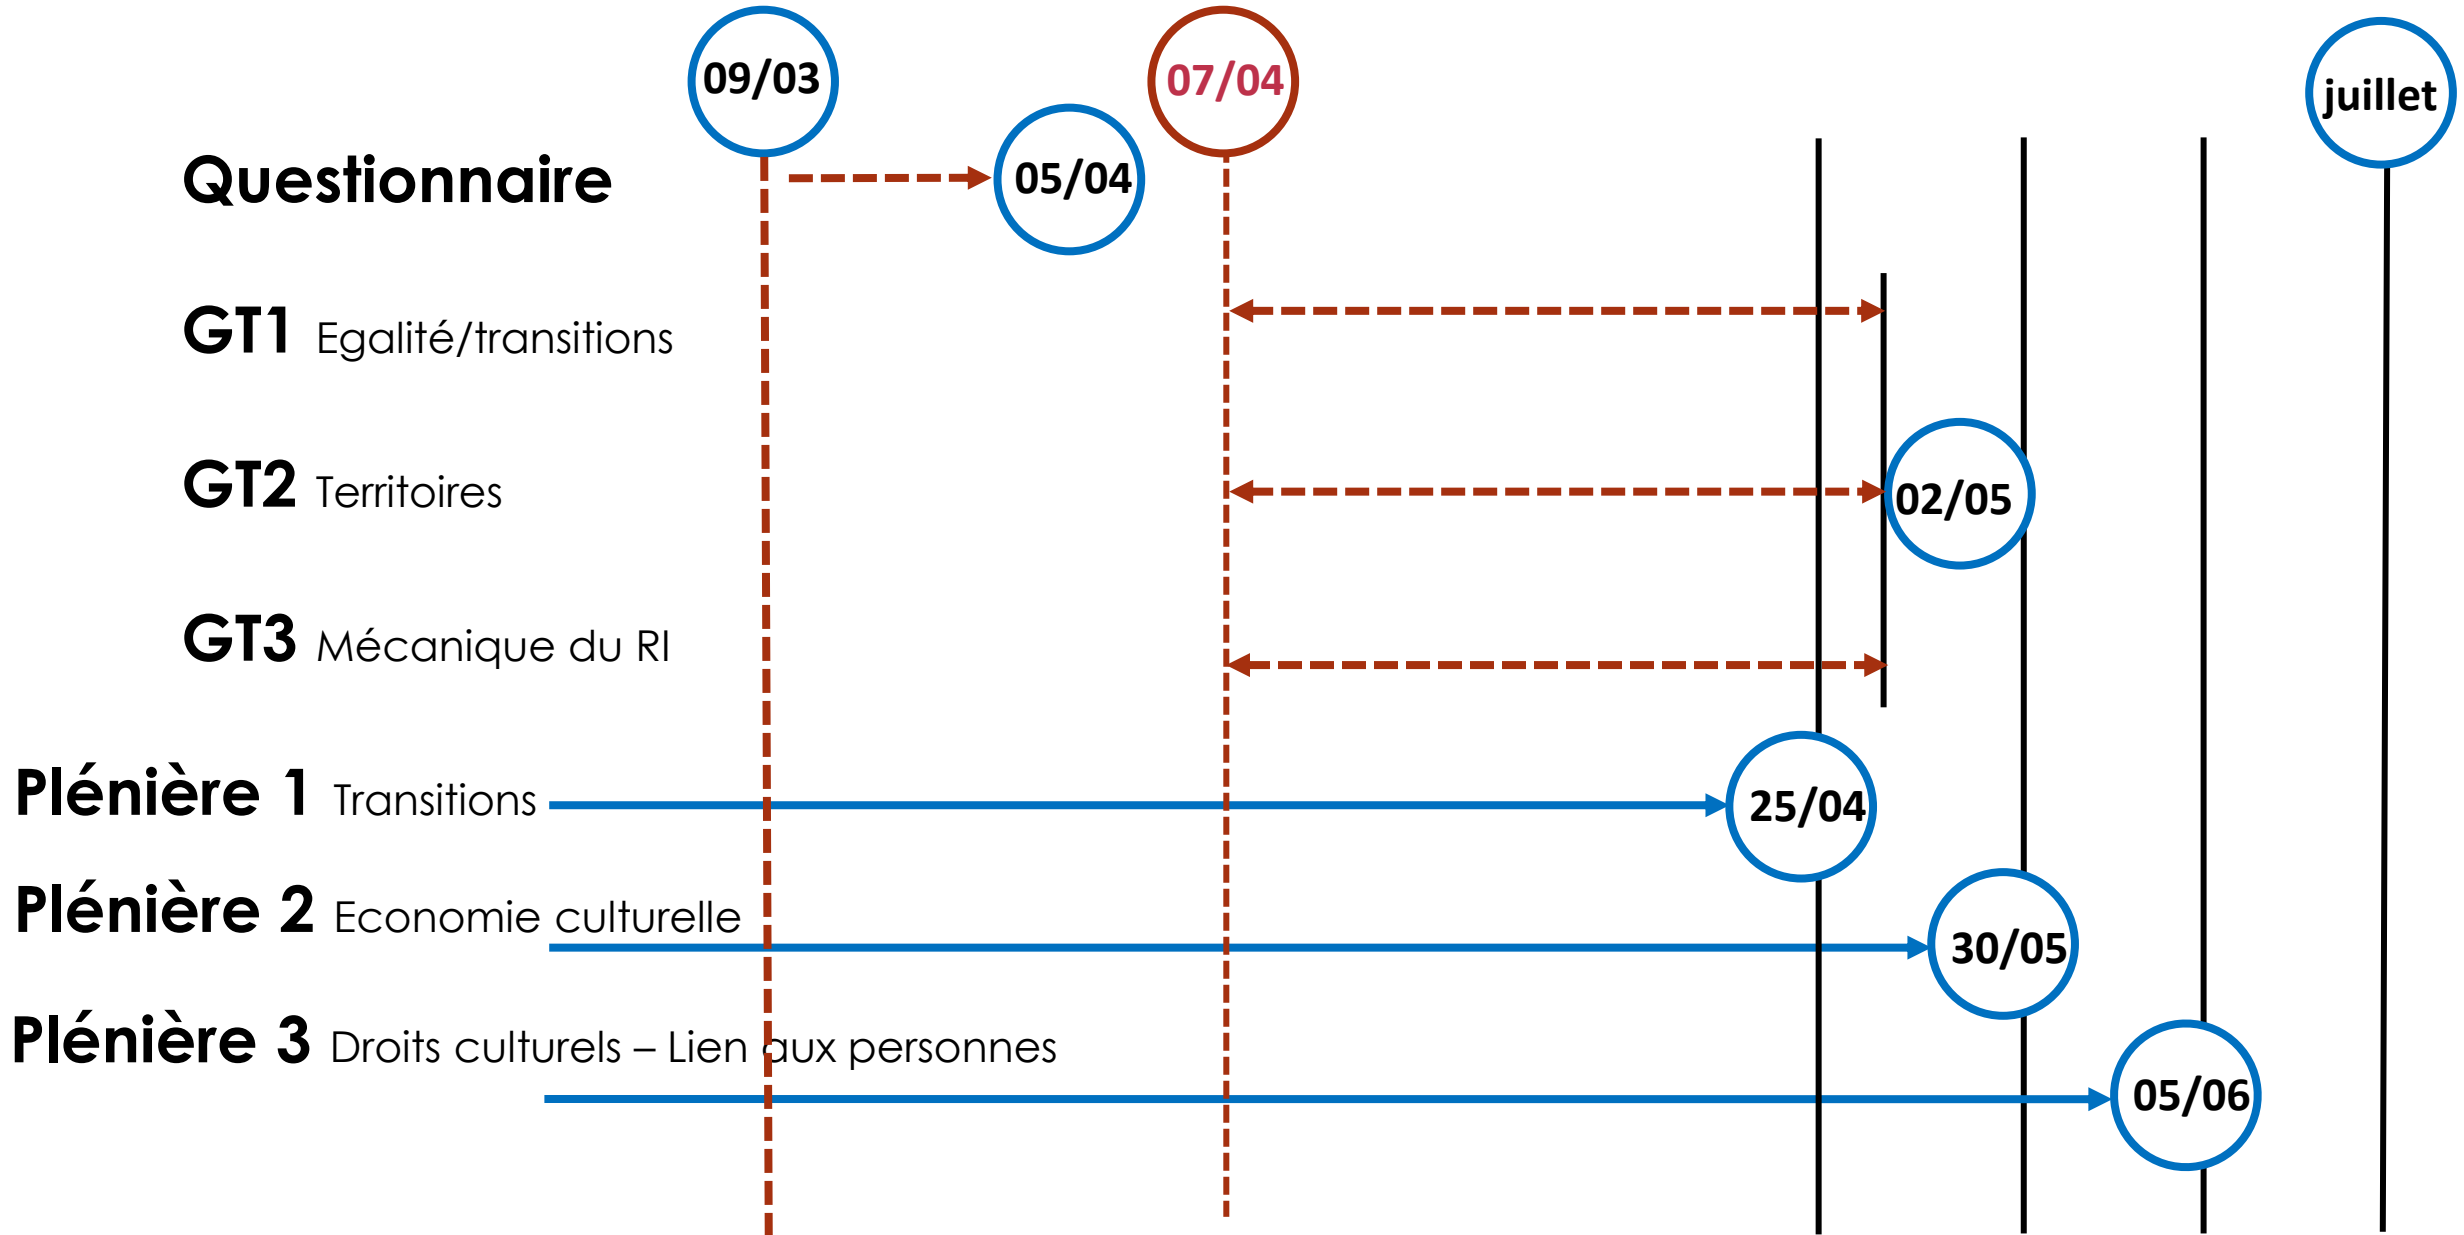 09/03
07/04
juillet
Questionnaire
05/04
GT1 Egalité/transitions
GT2 Territoires
02/05
GT3 Mécanique du RI
Plénière 1 Transitions
25/04
Plénière 2 Economie culturelle
30/05
Plénière 3 Droits culturels – Lien aux personnes
05/06